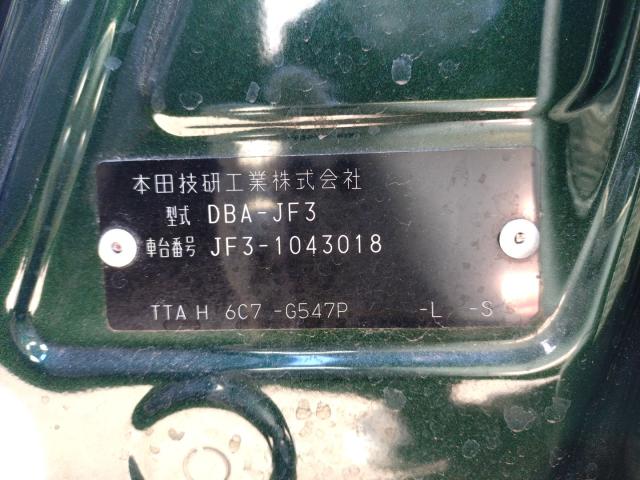 本田技研工業株式会社
型式 DBA-JF3
車台番号 JF3-1043018
TTA H 6C7 -G547P -L -S